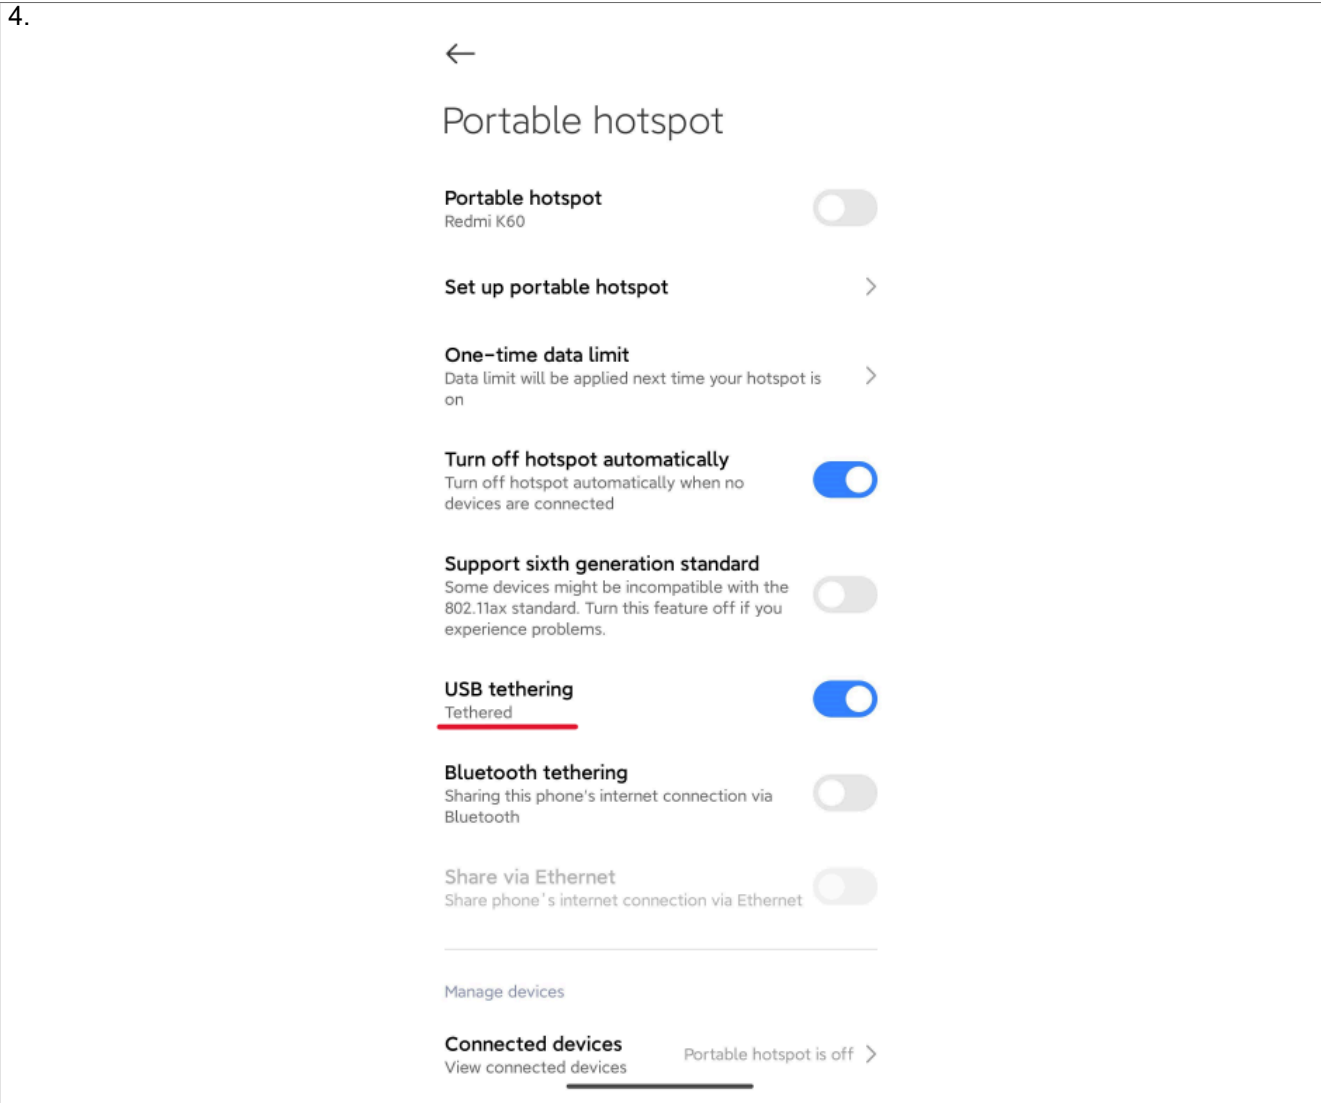 4.
Portable hotspot
Portable hotspot
Redmi K60
Set up portable hotspot
One-time data limit
Data limit will be applied next time your hotspot is
on
Turn off hotspot automatically
Turn off hotspot automatically when no
devices are connected
Support sixth generation standard
Some devices might be incompatible with the
802.11ax standard. Turn this feature off if you
experience problems.
USB tethering
Tethered
Bluetooth tethering
Sharing this phone's internet connection via
Bluetooth
Share via Ethernet
Share phone's internet connection via Ethernet
Manage devices
Connected devices
View connected devices
Portable hotspot is off